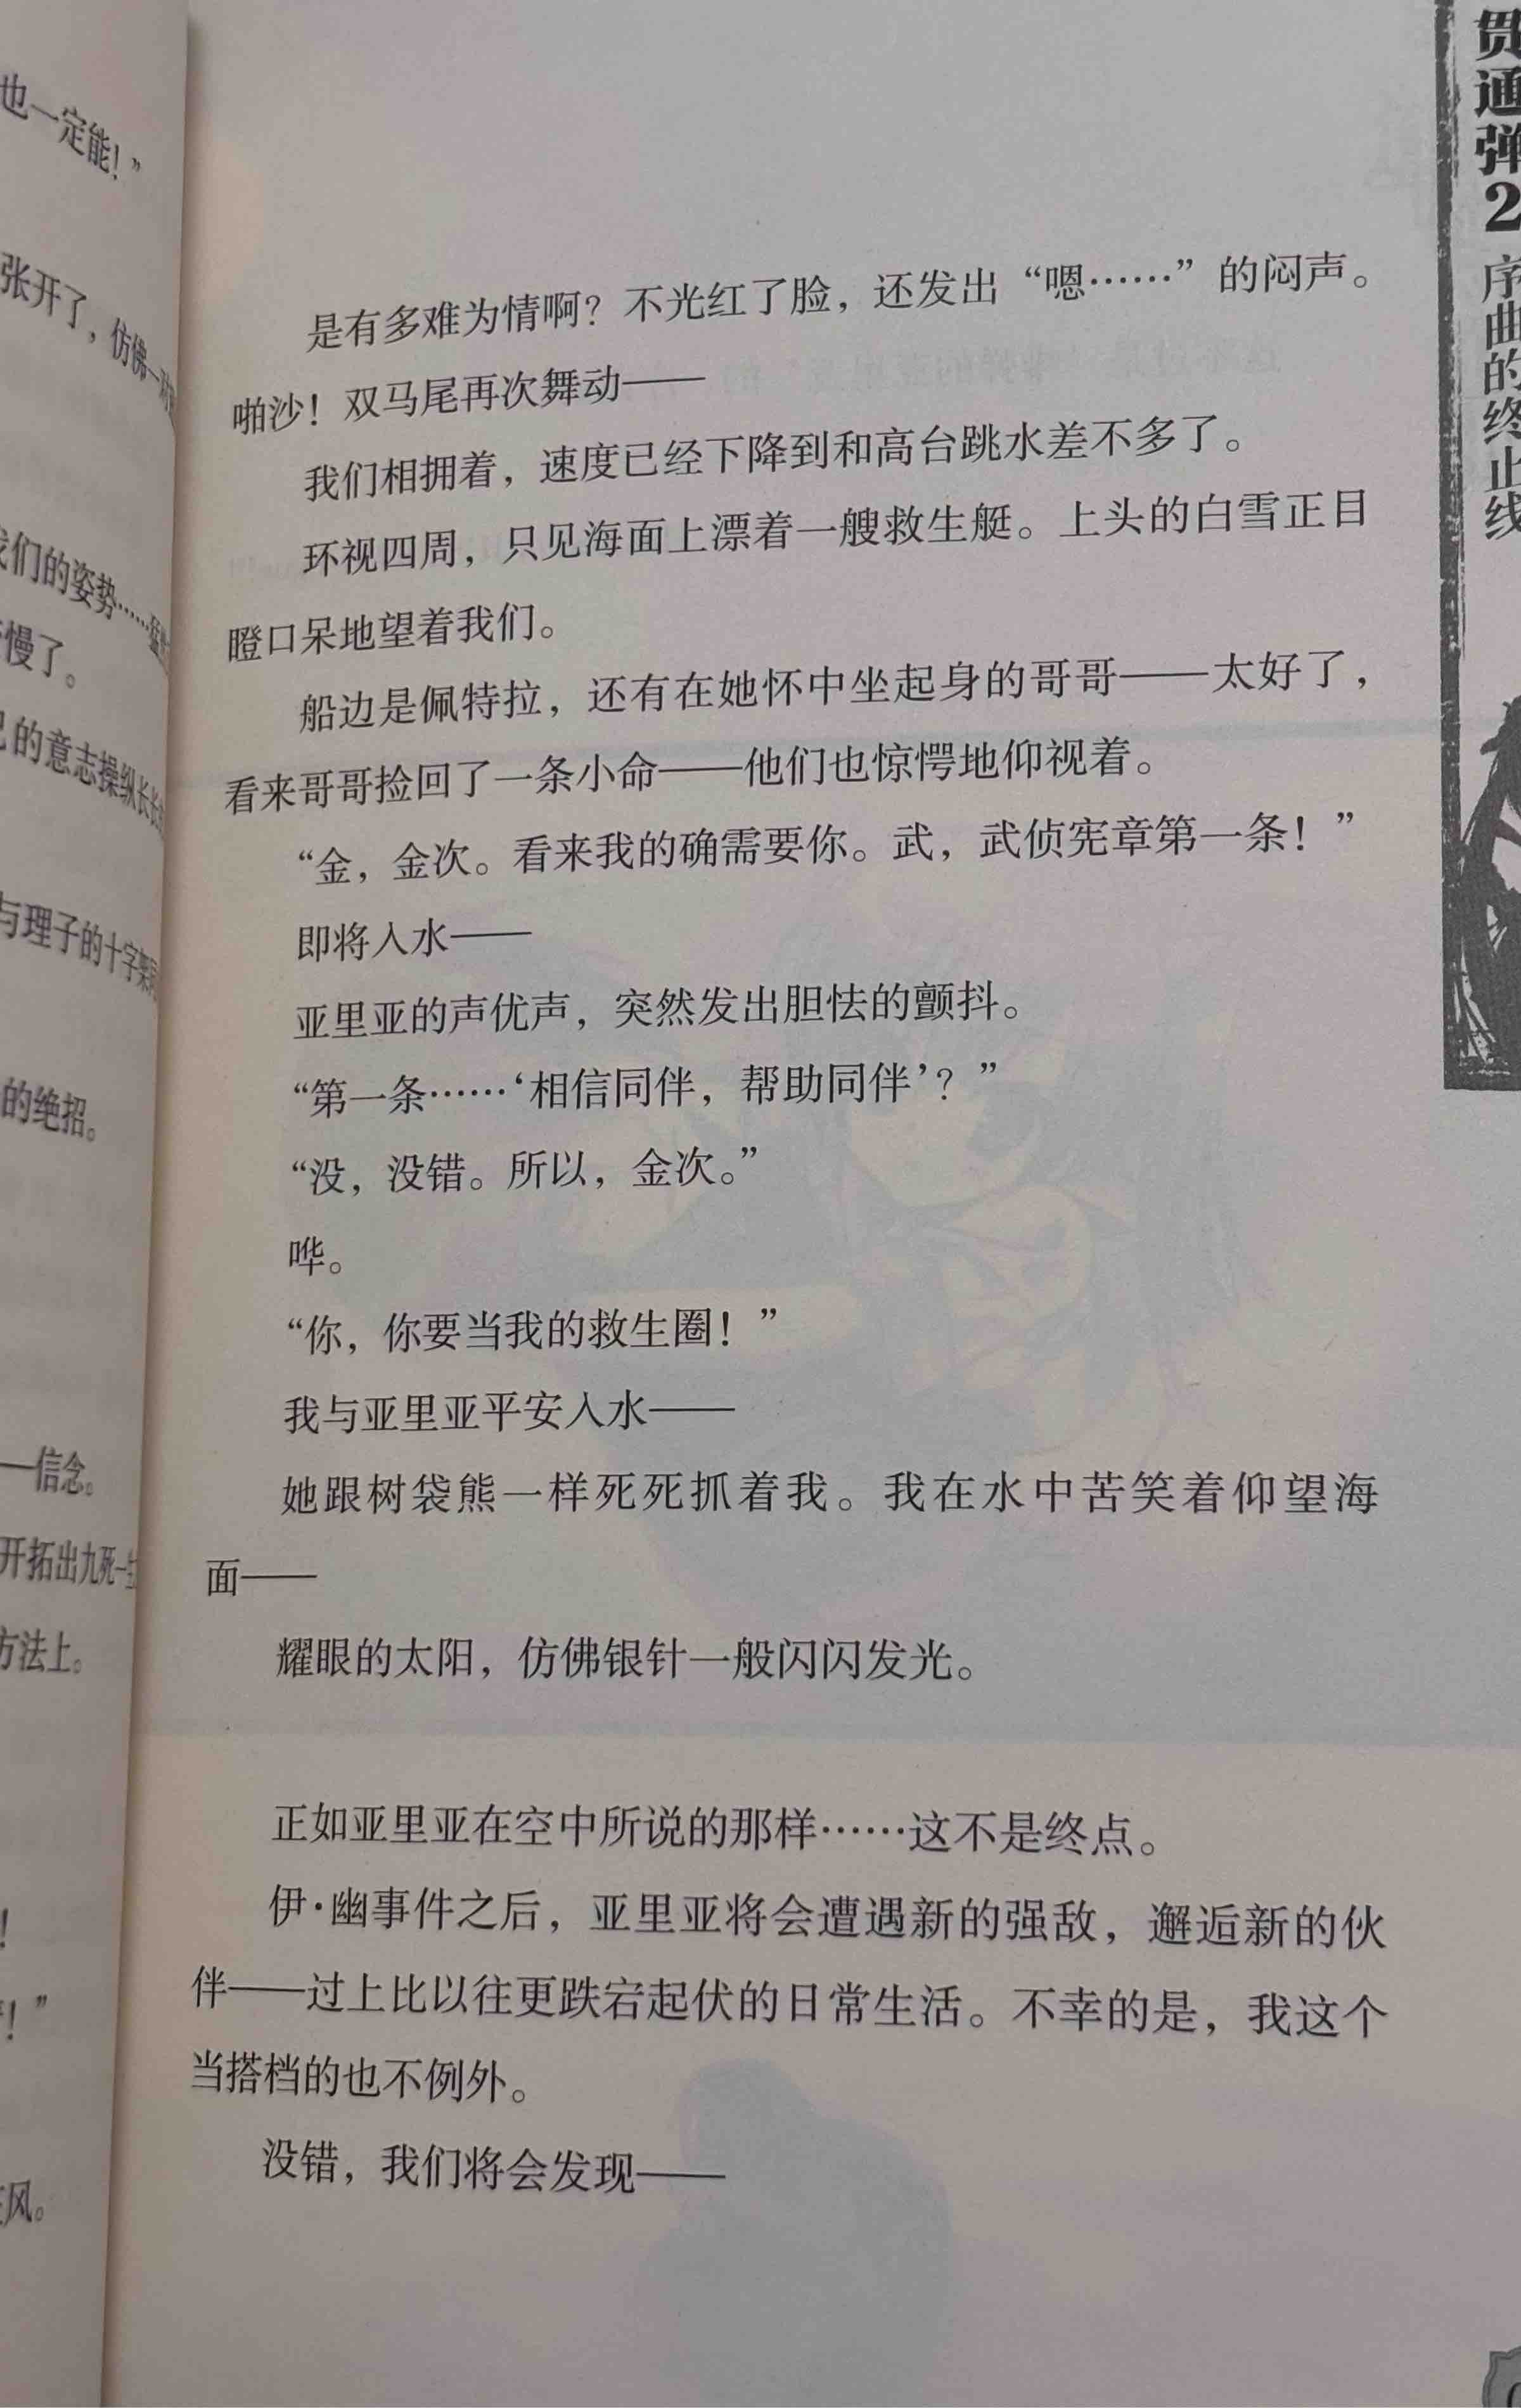 也一定能！”
张开了，仿佛一
我们的姿势……
慢了。
的意志操纵长长
与理子的十字架
的绝招。
——信念。
开拓出九死一生
方法上。
！
！”
风。
是有多难为情啊？不光红了脸，还发出“嗯……”的闷声。
啪沙！双马尾再次舞动——
我们相拥着，速度已经下降到和高台跳水差不多了。
环视四周，只见海面上漂着一艘救生艇。上头的白雪正目
瞪口呆地望着我们。
船边是佩特拉，还有在她怀中坐起身的哥哥——太好了，
看来哥哥捡回了一条小命——他们也惊愕地仰视着。
“金，金次。看来我的确需要你。武，武侦宪章第一条！”
即将入水——
亚里亚的声优声，突然发出胆怯的颤抖。
“第一条……‘相信同伴，帮助同伴’？”
“没，没错。所以，金次。”
哗。
“你，你要当我的救生圈！”
我与亚里亚平安入水——
她跟树袋熊一样死死抓着我。我在水中苦笑着仰望海
面——
耀眼的太阳，仿佛银针一般闪闪发光。
正如亚里亚在空中所说的那样……这不是终点。
伊·幽事件之后，亚里亚将会遭遇新的强敌，邂逅新的伙
伴——过上比以往更跌宕起伏的日常生活。不幸的是，我这个
当搭档的也不例外。
没错，我们将会发现——
贯通弹2
序曲的终止线